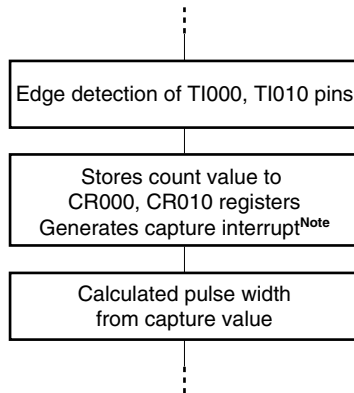 Edge detection of TI000, TI010 pins
Stores count value to
CR000, CR010 registers
Generates capture interruptNote
Calculated pulse width
from capture value